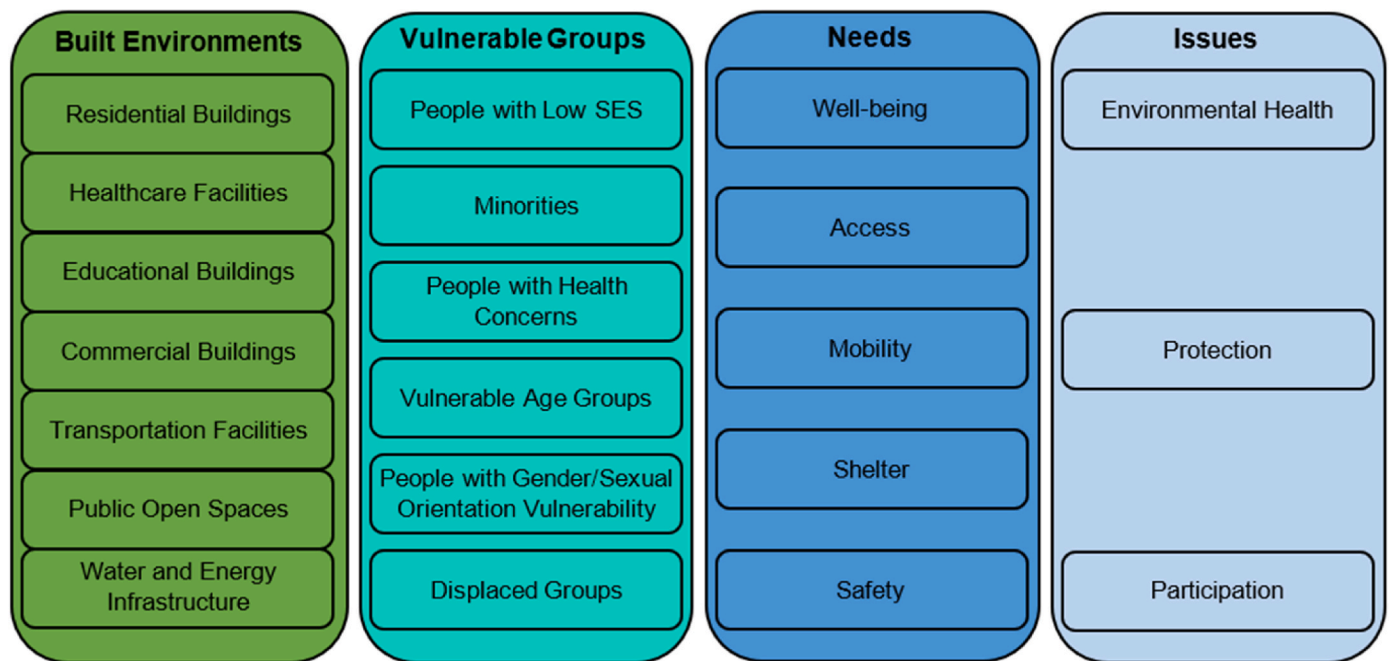 Built Environments
Residential Buildings
Healthcare Facilities
Educational Buildings
Commercial Buildings
Transportation Facilities
Public Open Spaces
Water and Energy
Infrastructure
Vulnerable Groups
People with Low SES
Minorities
People with Health
Concerns
Vulnerable Age Groups
People with Gender/Sexual
Orientation Vulnerability
Displaced Groups
Needs
Well-being
Access
Mobility
Shelter
Safety
Issues
Environmental Health
Protection
Participation